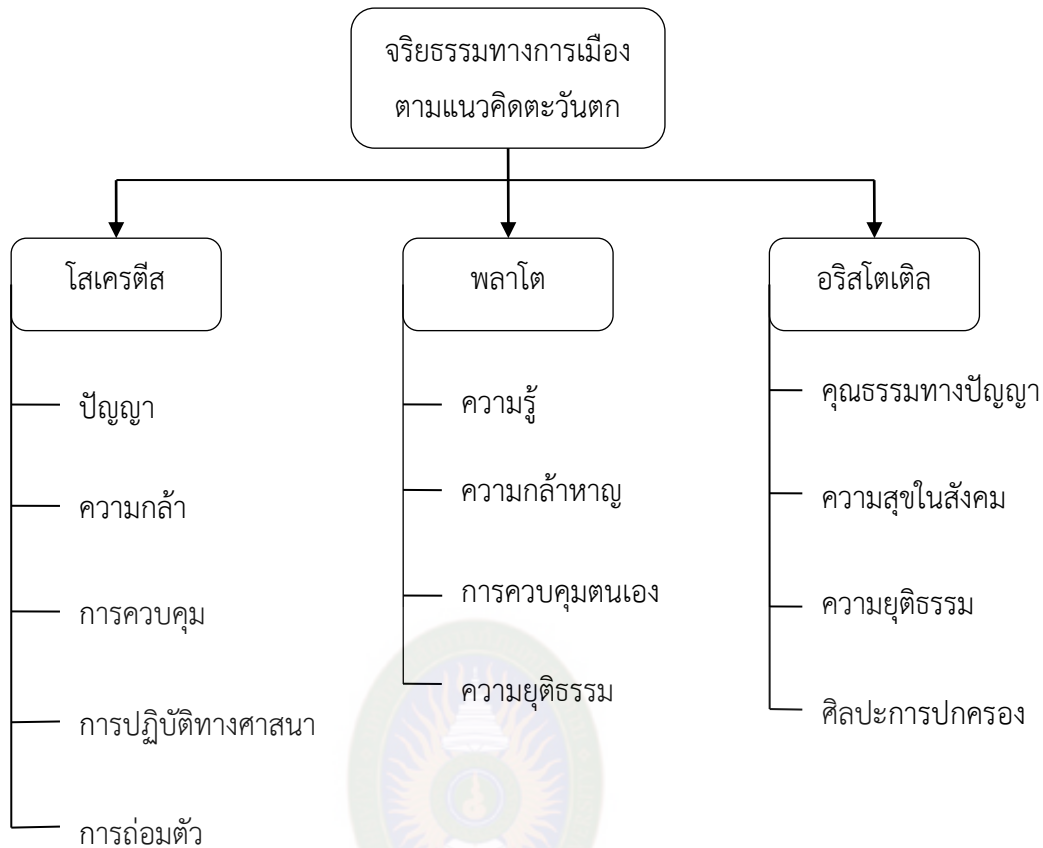 จริยธรรมทางการเมือง
ตามแนวคิดตะวันตก
โสเครตีส
ปัญญา
ความกล้า
การควบคุม
การปฏิบัติทางศาสนา
การถ่อมตัว
พลาโต
ความรู้
ความกล้าหาญ
การควบคุมตนเอง
ความยุติธรรม
อริสโตเติล
คุณธรรมทางปัญญา
ความสุขในสังคม
ความยุติธรรม
ศิลปะการปกครอง